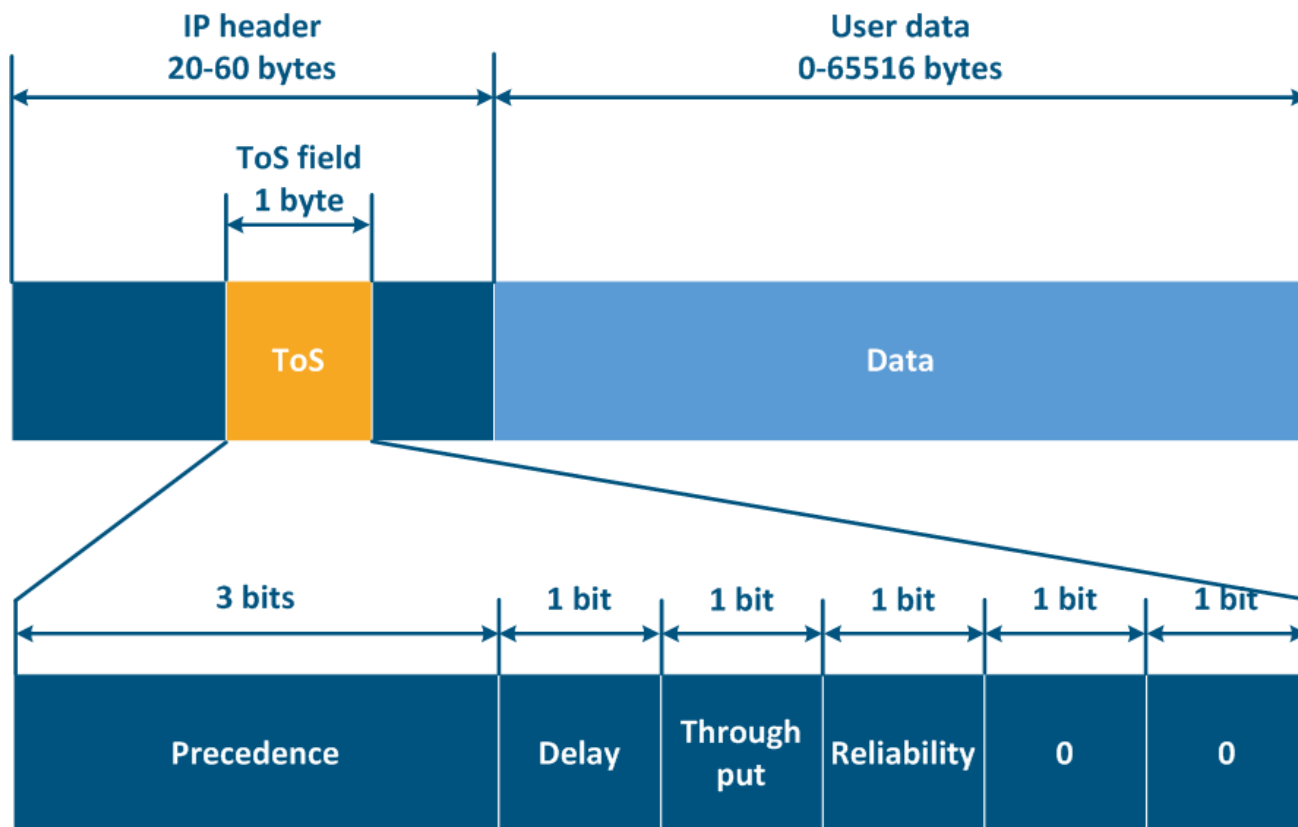 IP header
20-60 bytes
User data
0-65516 bytes
ToS field
1 byte
ToS
Data
3 bits
1 bit
1 bit
1 bit
1 bit
1 bit
Precedence
Delay
Through
put
Reliability
0
0